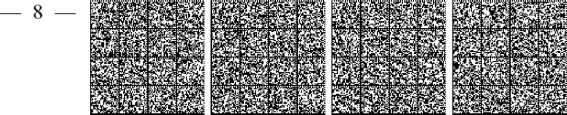 — 8 —